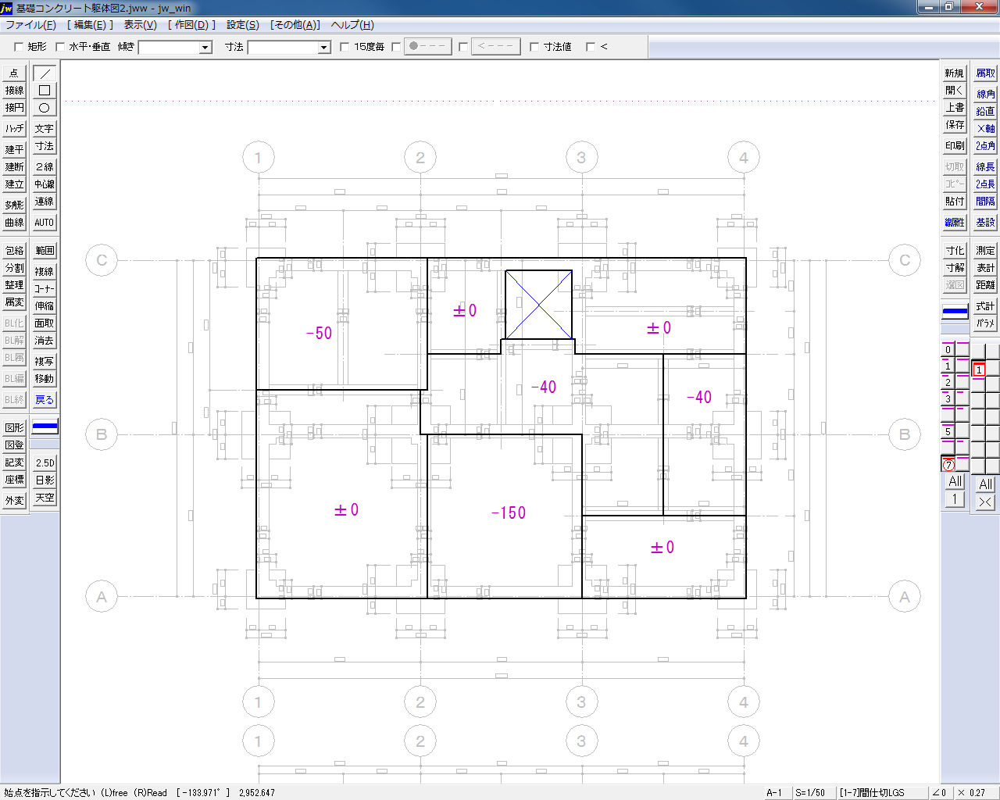 基礎コンクリート躯体図2.jww - jw_win
ファイル(F) [ 編集(E) ] 表示(V) [ 作図(D) ] 設定(S) [その他(A)] ヘルプ(H)
矩形 水平・垂直 傾き 寸法 15度毎 ●--- <--- 寸法値 <
点 ／
接線 □
接円 ○
ハッチ 文字
建平 寸法
建断 2線
建立 中心線
多角形 連線
曲線 AUTO
包絡 範囲
分割 複線
整理 コーナー
属変 伸縮
BL化 面取
BL解 消去
BL属 複写
BL編 移動
BL終 戻る
図形
図登
記変 2.5D
座標 日影
外変 天空
新規 属取
開く 線角
上書 鉛直
保存 X軸
印刷 2点角
切取 線長
コピー 2点長
貼付 間隔
線属性 基設
寸化 測定
寸解 表計
選図 距離
式計
パラメ
0
1 1
2
3
5
7
All All
1 ><
1 2 3 4
C C
±0
-50 ±0
-40 -40
B B
±0 -150
±0
A A
1 2 3 4
1 2 3 4
始点を指示してください (L)free (R)Read [ -133.971° ] 2,952.647 A-1 S=1/50 [1-7]間仕切LGS ∠0 × 0.27